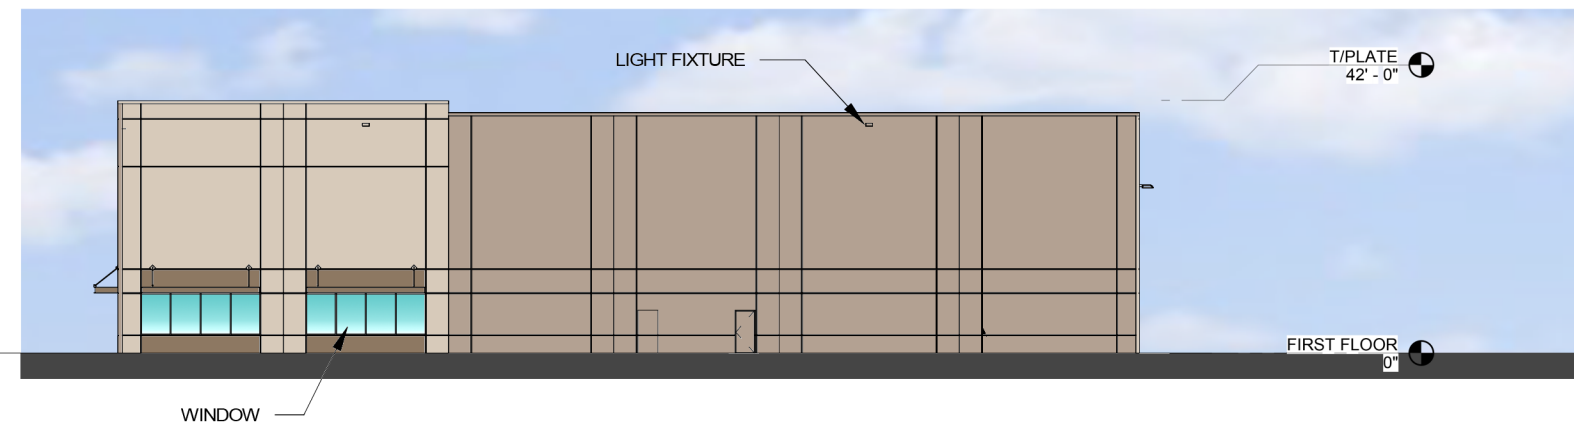 LIGHT FIXTURE
T/PLATE
42' - 0"
FIRST FLOOR
0"
WINDOW